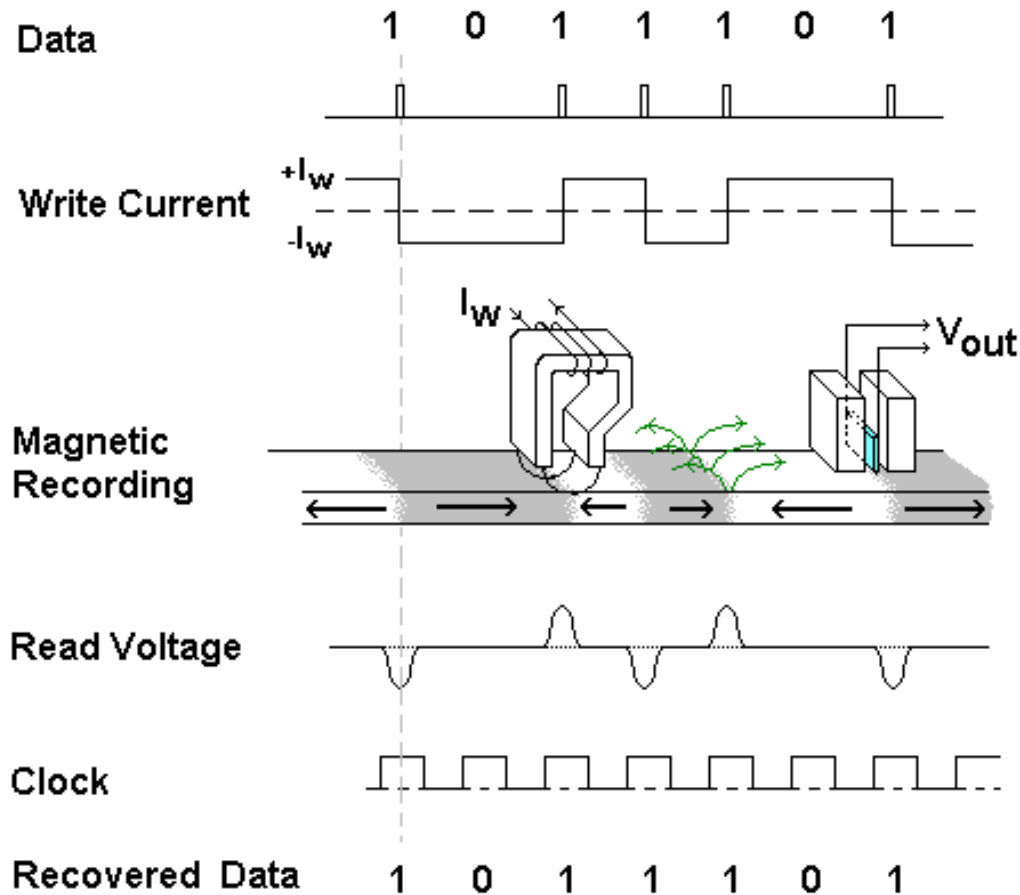 Data 1 0 1 1 1 0 1
+Iw
Write Current
-Iw
Iw
Vout
Magnetic
Recording
Read Voltage
Clock
Recovered Data 1 0 1 1 1 0 1